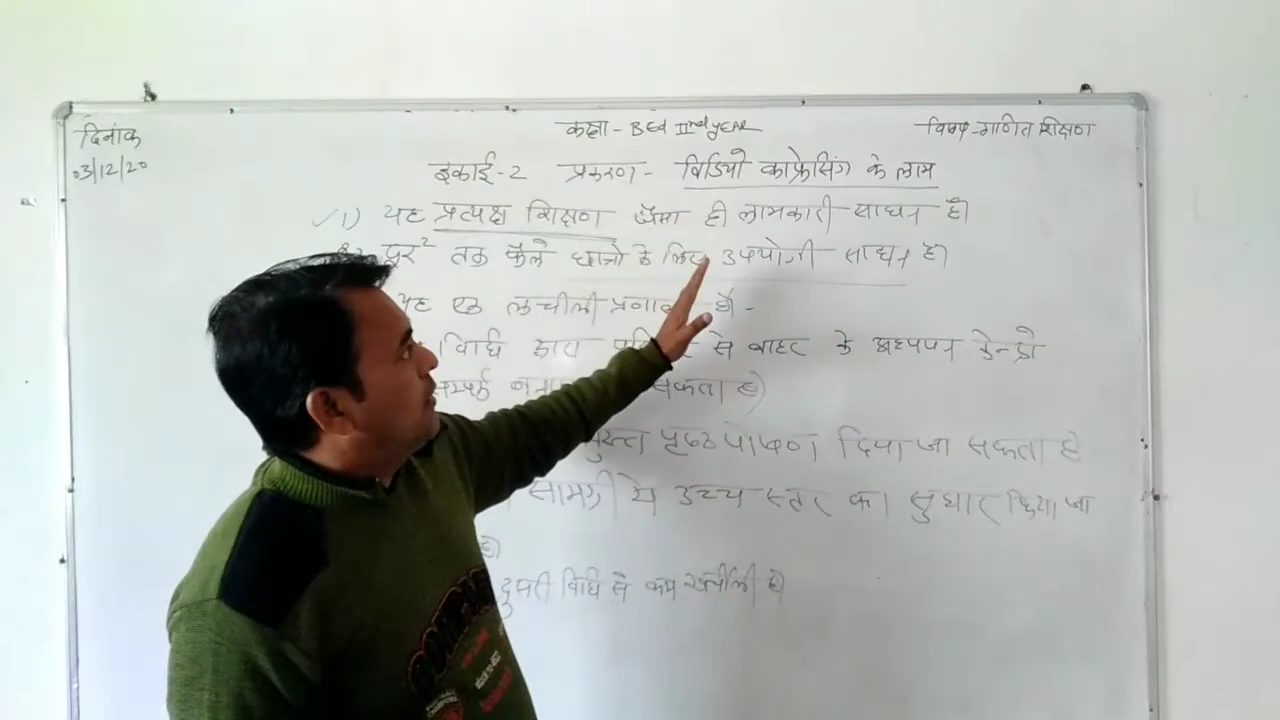 दिनांक
03/12/20
कक्षा - BEd IInd YEAR
विषय - गणित शिक्षण
इकाई-2 प्रकरण - विडियो कांफ्रेसिंग के लाभ
1) यह प्रत्यक्ष शिक्षण जैसा ही लाभकारी साधन है।
दूर² तक फैले छात्रो के लिए उपयोगी साधन है।
यह एक लचीली है -
विधि द्वारा से बाहर के अध्यपन केन्द्रो
सम्पर्क सकता है)
तुरन्त पृष्ठपोषण दिया जा सकता है
सामग्री मे उच्च स्तर का सुधार किया जा
है)
दुसरी विधि से कम खर्चीली है